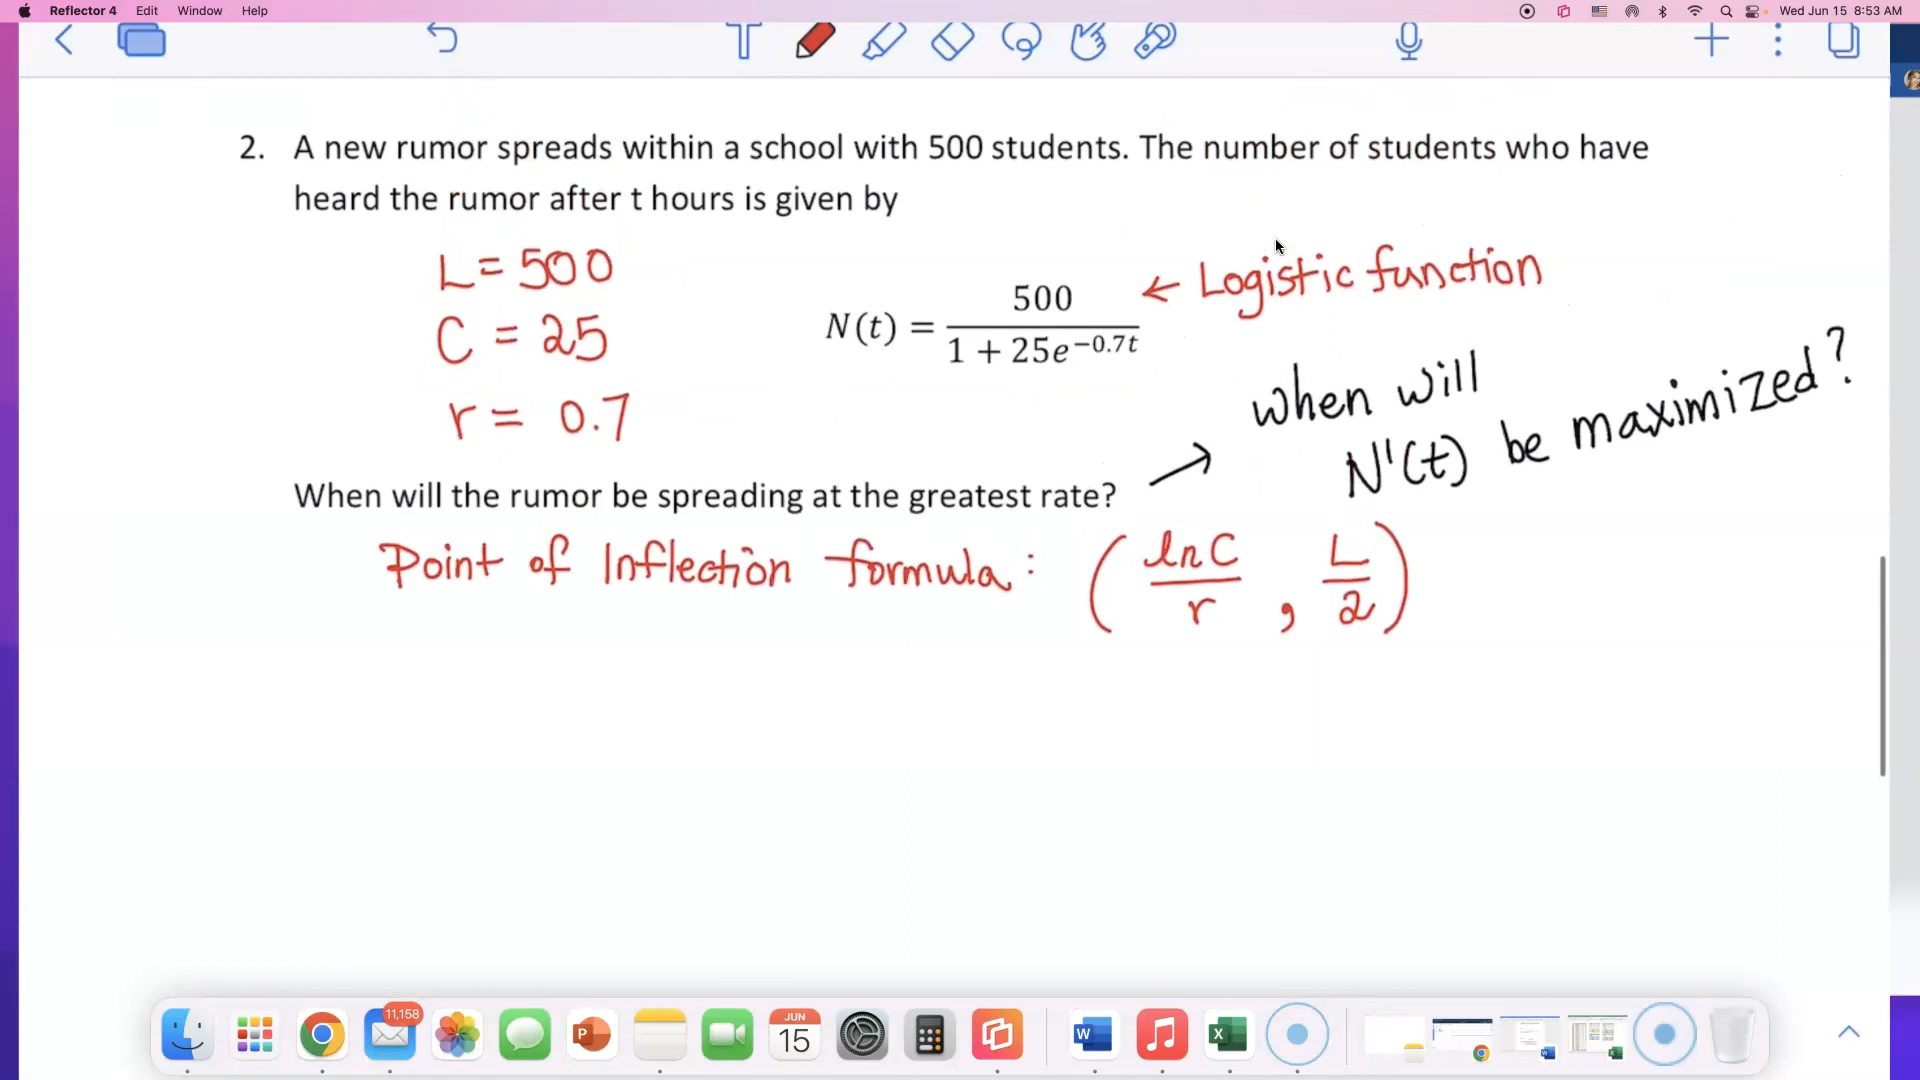 Reflector 4 Edit Window Help Wed Jun 15 8:53 AM
2. A new rumor spreads within a school with 500 students. The number of students who have
heard the rumor after t hours is given by
L = 500
C = 25
r = 0.7
N(t) = 500 / (1 + 25e^{-0.7t})
← Logistic function
when will
N'(t) be maximized?
When will the rumor be spreading at the greatest rate? →
Point of Inflection formula: (ln C / r , L / 2)
11,158
JUN
15